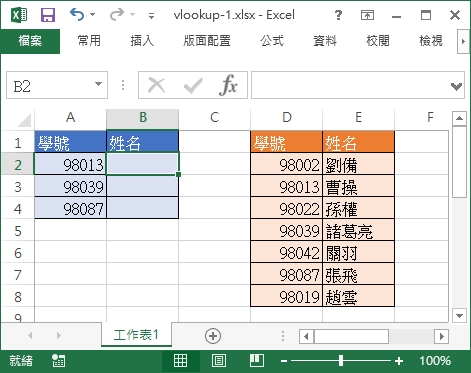 vlookup-1.xlsx - Excel
檔案 常用 插入 版面配置 公式 資料 校閱 檢視
B2 fx
A B C D E F
1 學號 姓名 學號 姓名
2 98013 98002 劉備
3 98039 98013 曹操
4 98087 98022 孫權
5 98039 諸葛亮
6 98042 關羽
7 98087 張飛
8 98019 趙雲
9
工作表1
就緒 100%